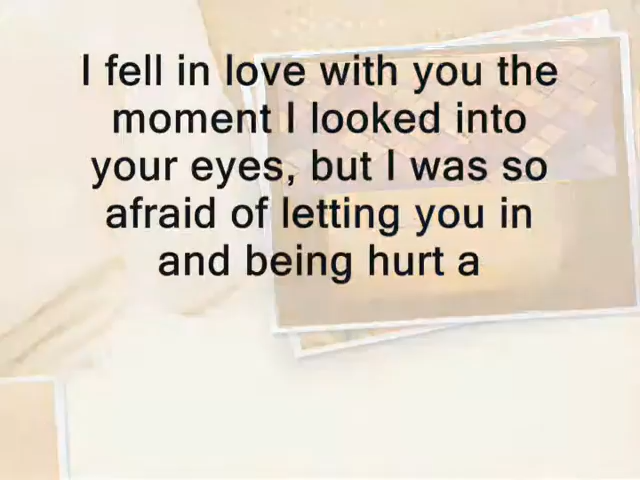 I fell in love with you the
moment I looked into
your eyes, but I was so
afraid of letting you in
and being hurt a